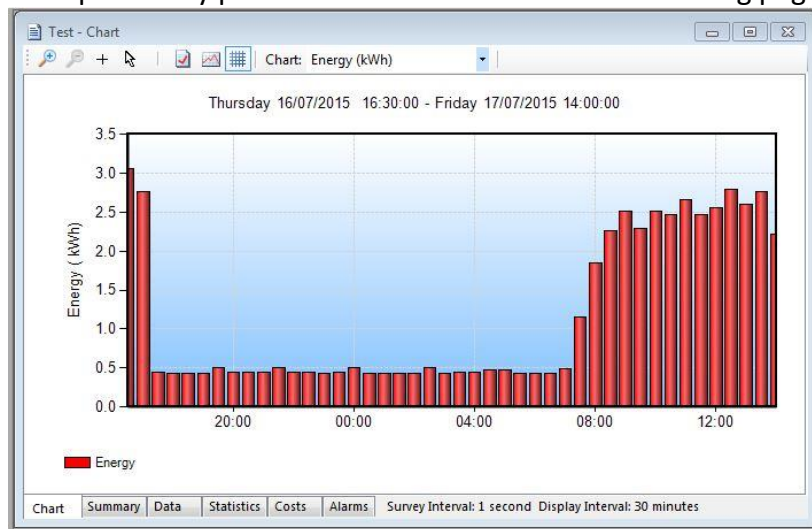 Test - Chart
Chart: Energy (kWh)
Thursday 16/07/2015 16:30:00 - Friday 17/07/2015 14:00:00
3.5
3.0
2.5
2.0
1.5
1.0
0.5
0.0
Energy ( kWh)
20:00 00:00 04:00 08:00 12:00
Energy
Chart Summary Data Statistics Costs Alarms Survey Interval: 1 second Display Interval: 30 minutes